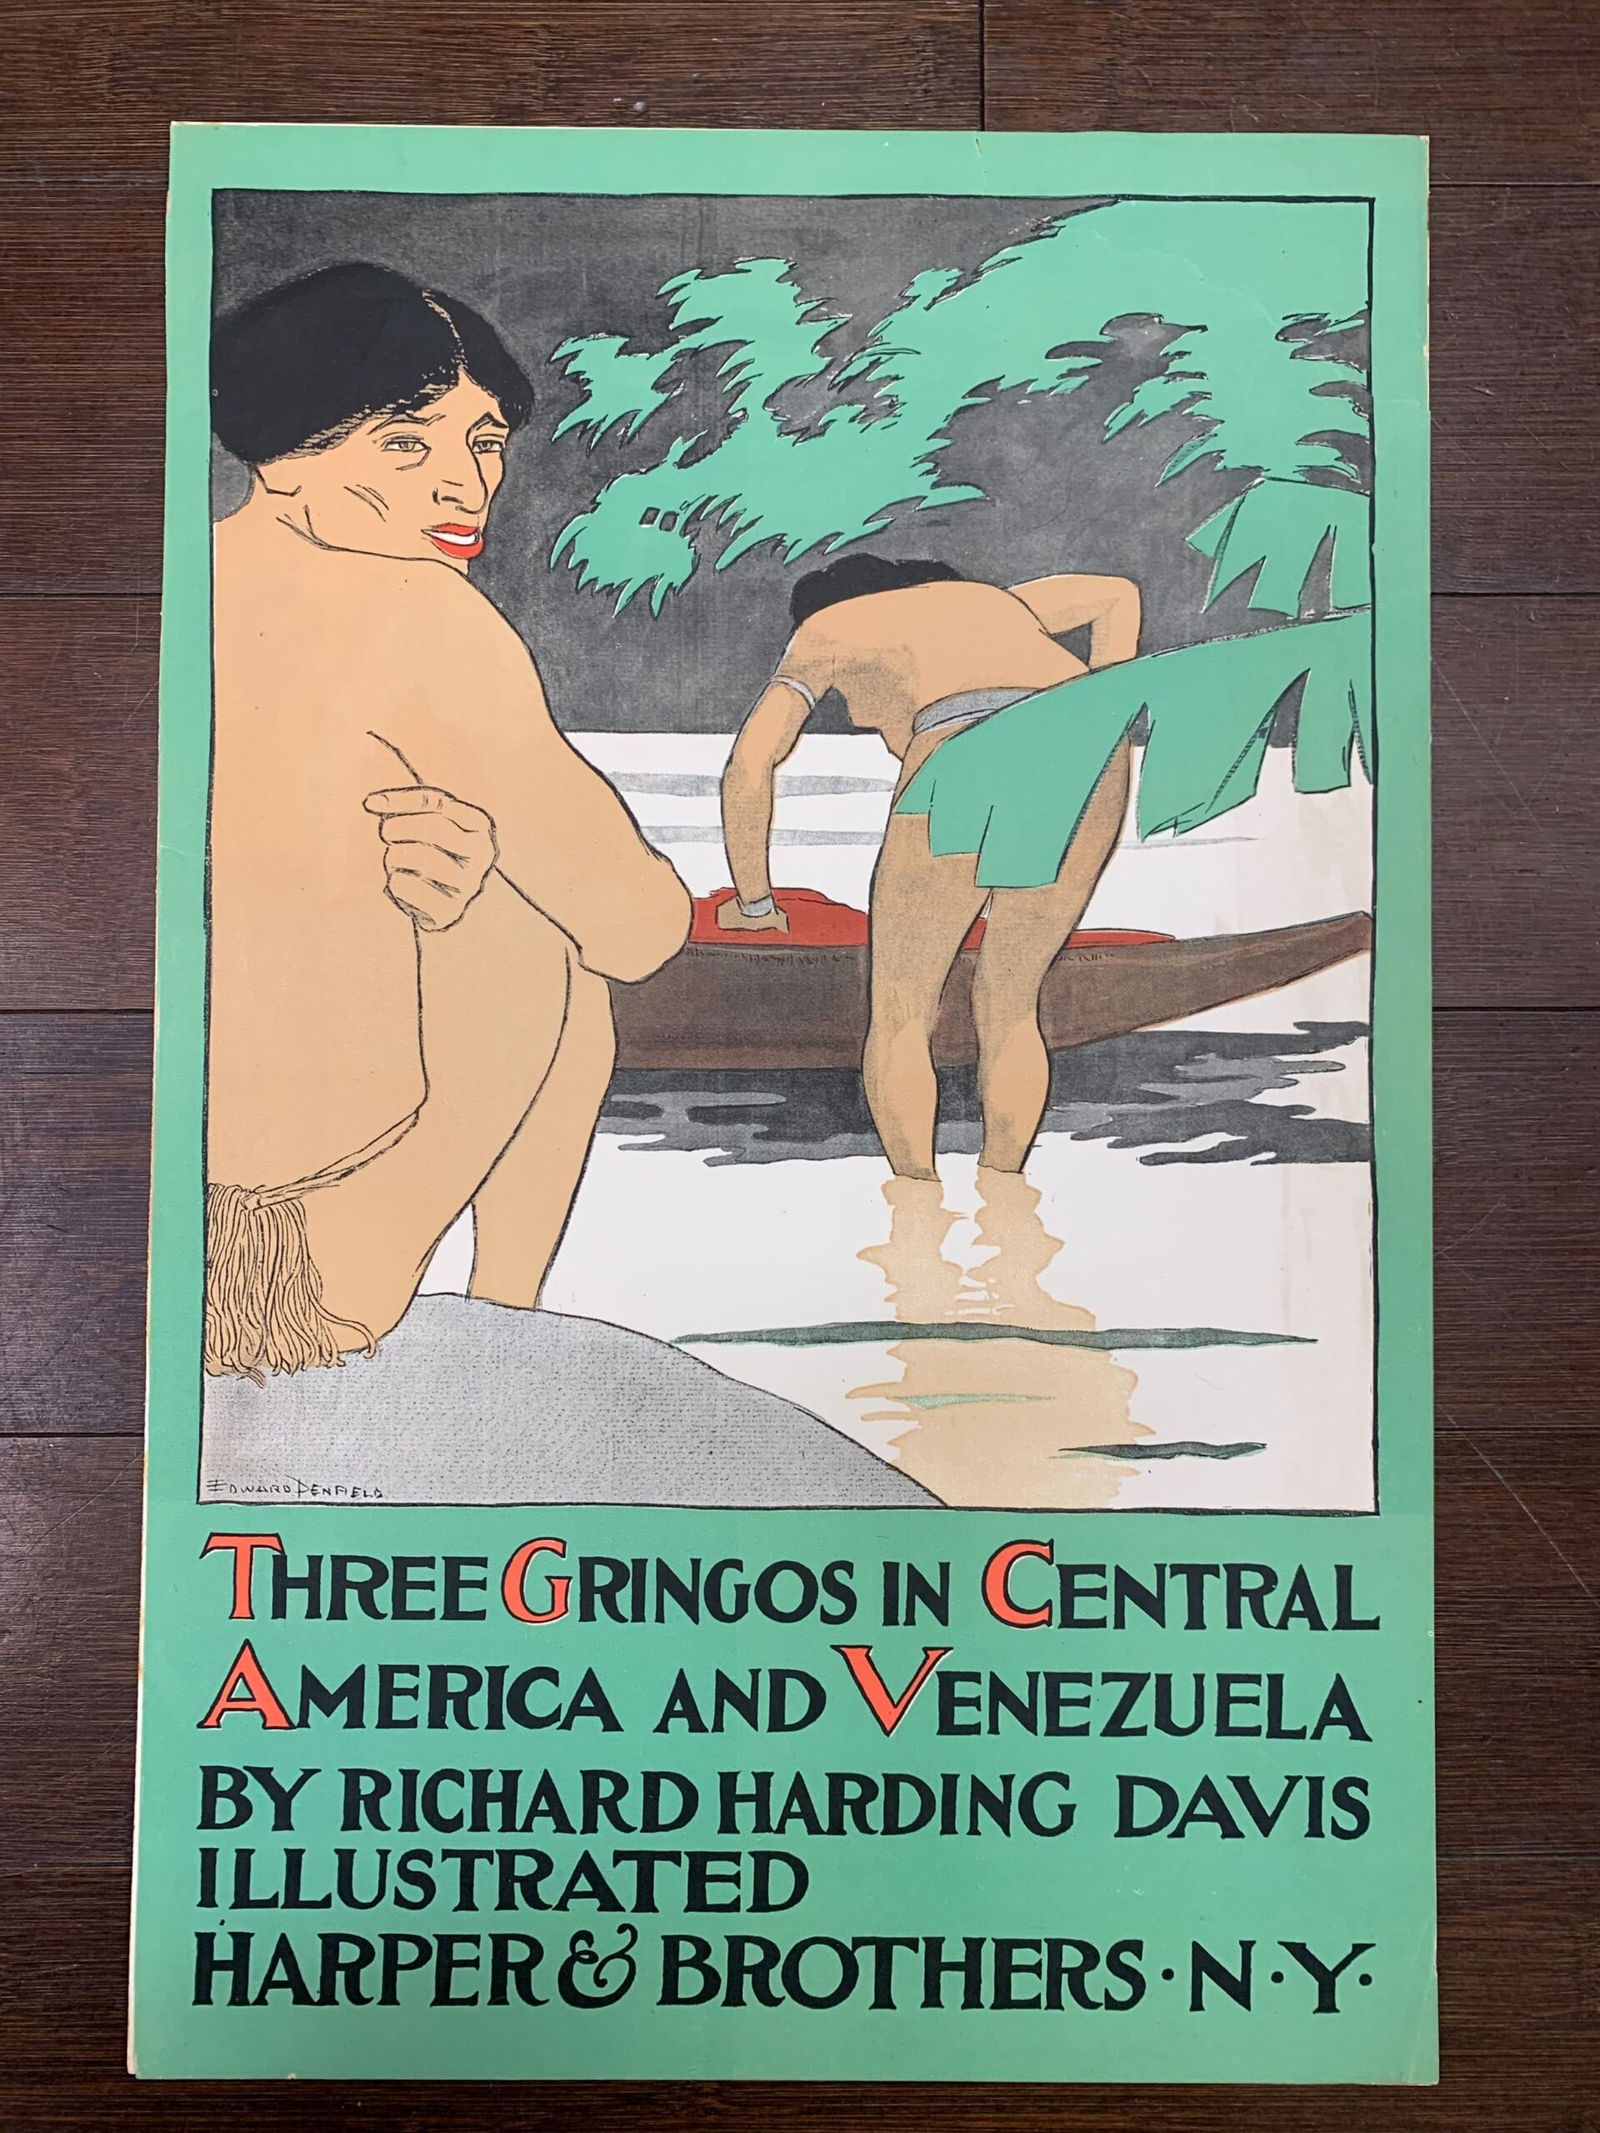 EDWARD PENFIELD
THREE GRINGOS IN CENTRAL
AMERICA AND VENEZUELA
BY RICHARD HARDING DAVIS
ILLUSTRATED
HARPER & BROTHERS · N · Y ·